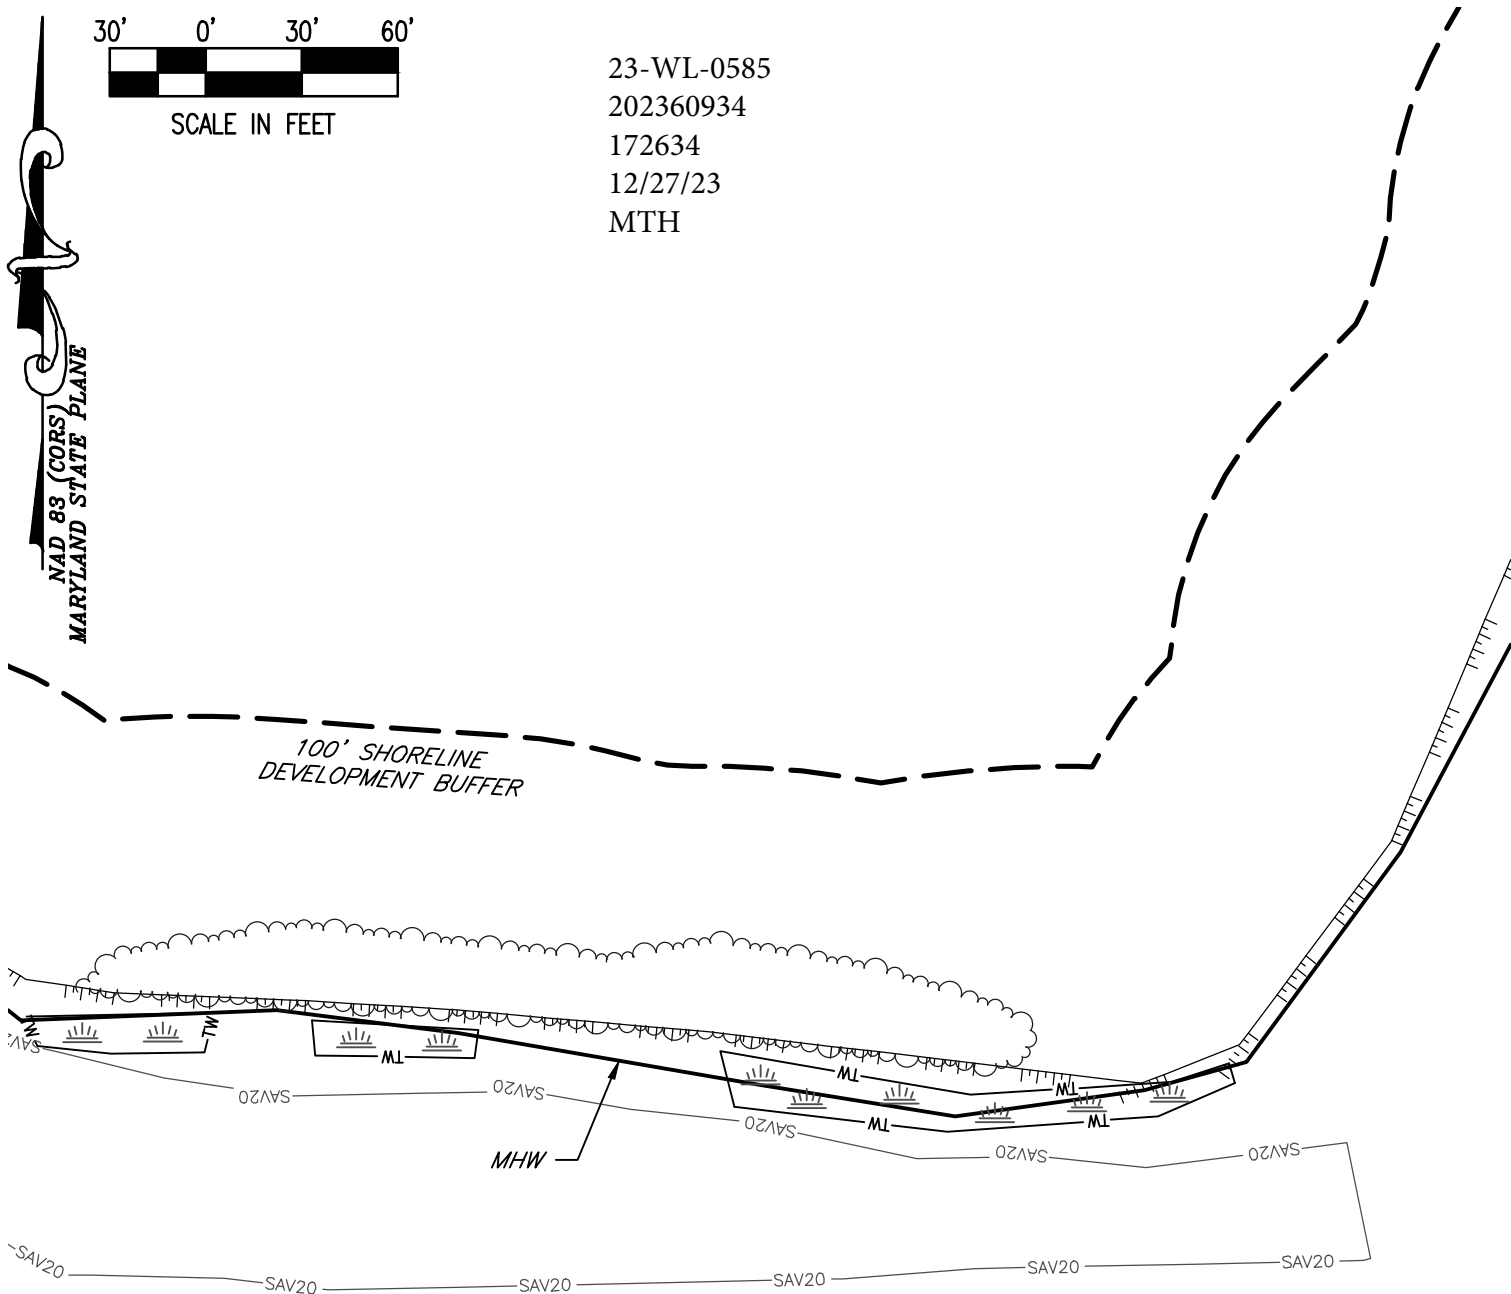 30' 0' 30' 60'
SCALE IN FEET
23-WL-0585
202360934
172634
12/27/23
MTH
NAD 83 (CORS)
MARYLAND STATE PLANE
100' SHORELINE
DEVELOPMENT BUFFER
TW
TW
TW
TW
TW
TW
TW
MHW
SAV20
SAV20
SAV20
SAV20
SAV20
SAV20
SAV20
SAV20
SAV20
SAV20
SAV20